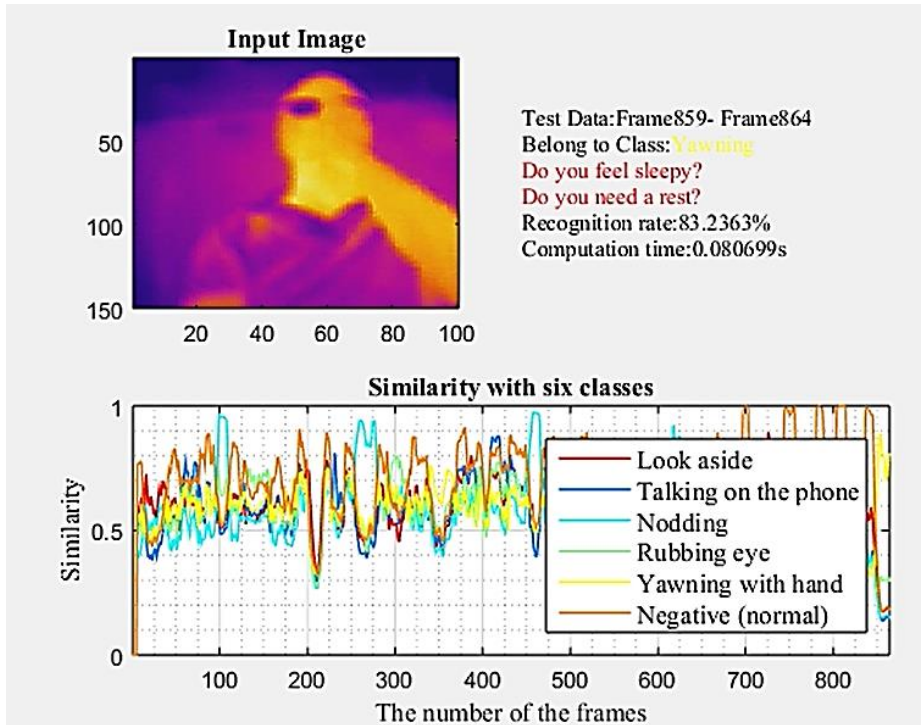 Input Image
50
100
150
20 40 60 80 100
Test Data:Frame859- Frame864
Belong to Class:Yawning
Do you feel sleepy?
Do you need a rest?
Recognition rate:83.2363%
Computation time:0.080699s
Similarity with six classes
1
0.5
0
Similarity
Look aside
Talking on the phone
Nodding
Rubbing eye
Yawning with hand
Negative (normal)
100 200 300 400 500 600 700 800
The number of the frames